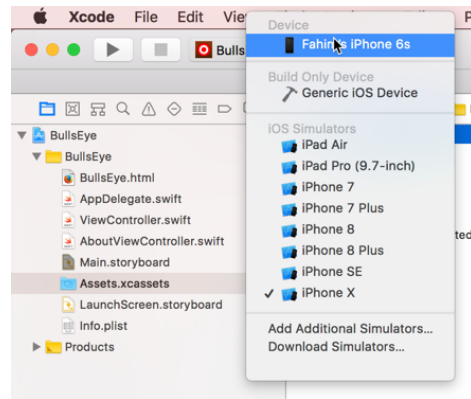 Xcode File Edit Vie
Device
Fahim's iPhone 6s
Bulls
Build Only Device
Generic iOS Device
iOS Simulators
iPad Air
iPad Pro (9.7-inch)
iPhone 7
iPhone 7 Plus
iPhone 8
iPhone 8 Plus
iPhone SE
iPhone X
Add Additional Simulators...
Download Simulators...
BullsEye
BullsEye
BullsEye.html
AppDelegate.swift
ViewController.swift
AboutViewController.swift
Main.storyboard
Assets.xcassets
LaunchScreen.storyboard
Info.plist
Products
ted